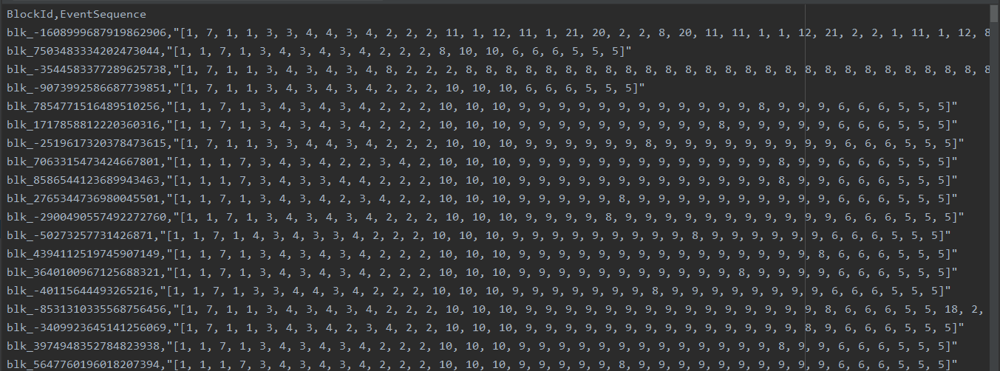 BlockId,EventSequence
blk_-1608999687919862906,"[1, 7, 1, 1, 3, 3, 4, 4, 3, 4, 2, 2, 2, 11, 1, 12, 11, 1, 21, 20, 2, 2, 8, 20, 11, 11, 1, 1, 12, 21, 2, 2, 1, 11, 1, 12, 8
blk_7503483334202473044,"[1, 1, 7, 1, 3, 4, 3, 4, 3, 4, 2, 2, 2, 8, 10, 10, 6, 6, 6, 5, 5, 5]"
blk_-3544583377289625738,"[1, 7, 1, 1, 3, 4, 3, 4, 3, 4, 8, 2, 2, 2, 8, 8, 8, 8, 8, 8, 8, 8, 8, 8, 8, 8, 8, 8, 8, 8, 8, 8, 8, 8, 8, 8, 8, 8, 8, 8, 8
blk_-9073992586687739851,"[1, 7, 1, 1, 3, 4, 3, 4, 3, 4, 2, 2, 2, 10, 10, 10, 6, 6, 6, 5, 5, 5]"
blk_7854771516489510256,"[1, 1, 7, 1, 3, 4, 3, 4, 3, 4, 2, 2, 2, 10, 10, 10, 9, 9, 9, 9, 9, 9, 9, 9, 9, 9, 9, 9, 8, 9, 9, 9, 6, 6, 6, 5, 5, 5]"
blk_1717858812220360316,"[1, 1, 7, 1, 3, 4, 3, 4, 3, 4, 2, 2, 2, 10, 10, 10, 9, 9, 9, 9, 9, 9, 9, 9, 9, 9, 8, 9, 9, 9, 9, 9, 6, 6, 6, 5, 5, 5]"
blk_-2519617320378473615,"[1, 7, 1, 1, 3, 3, 4, 4, 3, 4, 2, 2, 2, 10, 10, 10, 9, 9, 9, 9, 9, 9, 8, 9, 9, 9, 9, 9, 9, 9, 9, 9, 6, 6, 6, 5, 5, 5]"
blk_7063315473424667801,"[1, 1, 1, 7, 3, 4, 3, 4, 2, 2, 3, 4, 2, 10, 10, 10, 9, 9, 9, 9, 9, 9, 9, 9, 9, 9, 9, 9, 9, 8, 9, 9, 6, 6, 6, 5, 5, 5]"
blk_8586544123689943463,"[1, 1, 1, 7, 3, 4, 3, 3, 4, 4, 2, 2, 2, 10, 10, 10, 9, 9, 9, 9, 9, 9, 9, 9, 9, 9, 9, 9, 9, 8, 9, 9, 6, 6, 6, 5, 5, 5]"
blk_2765344736980045501,"[1, 1, 7, 1, 3, 4, 3, 4, 2, 3, 4, 2, 2, 10, 10, 10, 9, 9, 9, 9, 9, 8, 9, 9, 9, 9, 9, 9, 9, 9, 9, 9, 6, 6, 6, 5, 5, 5]"
blk_-2900490557492272760,"[1, 1, 7, 1, 3, 4, 3, 4, 3, 4, 2, 2, 2, 10, 10, 10, 9, 9, 9, 9, 8, 9, 9, 9, 9, 9, 9, 9, 9, 9, 9, 9, 6, 6, 6, 5, 5, 5]"
blk_-50273257731426871,"[1, 1, 7, 1, 4, 3, 4, 3, 3, 4, 2, 2, 2, 10, 10, 10, 9, 9, 9, 9, 9, 9, 9, 9, 9, 8, 9, 9, 9, 9, 9, 9, 6, 6, 6, 5, 5, 5]"
blk_4394112519745907149,"[1, 1, 7, 1, 3, 4, 3, 4, 3, 4, 2, 2, 2, 10, 10, 10, 9, 9, 9, 9, 9, 9, 9, 9, 9, 9, 9, 9, 9, 9, 9, 8, 6, 6, 6, 5, 5, 5]"
blk_3640100967125688321,"[1, 1, 7, 1, 3, 4, 3, 4, 3, 4, 2, 2, 2, 10, 10, 10, 9, 9, 9, 9, 9, 9, 9, 9, 9, 9, 9, 8, 9, 9, 9, 9, 6, 6, 6, 5, 5, 5]"
blk_-40115644493265216,"[1, 1, 7, 1, 3, 3, 4, 4, 3, 4, 2, 2, 2, 10, 10, 10, 9, 9, 9, 9, 9, 9, 9, 8, 9, 9, 9, 9, 9, 9, 9, 9, 6, 6, 6, 5, 5, 5]"
blk_-8531310335568756456,"[1, 7, 1, 1, 3, 4, 3, 4, 3, 4, 2, 2, 2, 10, 10, 10, 9, 9, 9, 9, 9, 9, 9, 9, 9, 9, 9, 9, 9, 9, 9, 8, 6, 6, 6, 5, 5, 18, 2,
blk_-3409923645141256069,"[1, 7, 1, 1, 3, 4, 3, 4, 2, 3, 4, 2, 2, 10, 10, 10, 9, 9, 9, 9, 9, 9, 9, 9, 9, 9, 9, 9, 9, 9, 8, 9, 6, 6, 6, 5, 5, 5]"
blk_3974948352784823938,"[1, 1, 7, 1, 3, 4, 3, 4, 3, 4, 2, 2, 2, 10, 10, 10, 9, 9, 9, 9, 9, 9, 9, 9, 9, 9, 9, 9, 9, 8, 9, 9, 6, 6, 6, 5, 5, 5]"
blk_5647760196018207394,"[1, 1, 1, 7, 3, 4, 3, 4, 3, 4, 2, 2, 2, 10, 10, 10, 9, 9, 9, 9, 9, 8, 9, 9, 9, 9, 9, 9, 9, 9, 9, 9, 6, 6, 6, 5, 5, 5]"